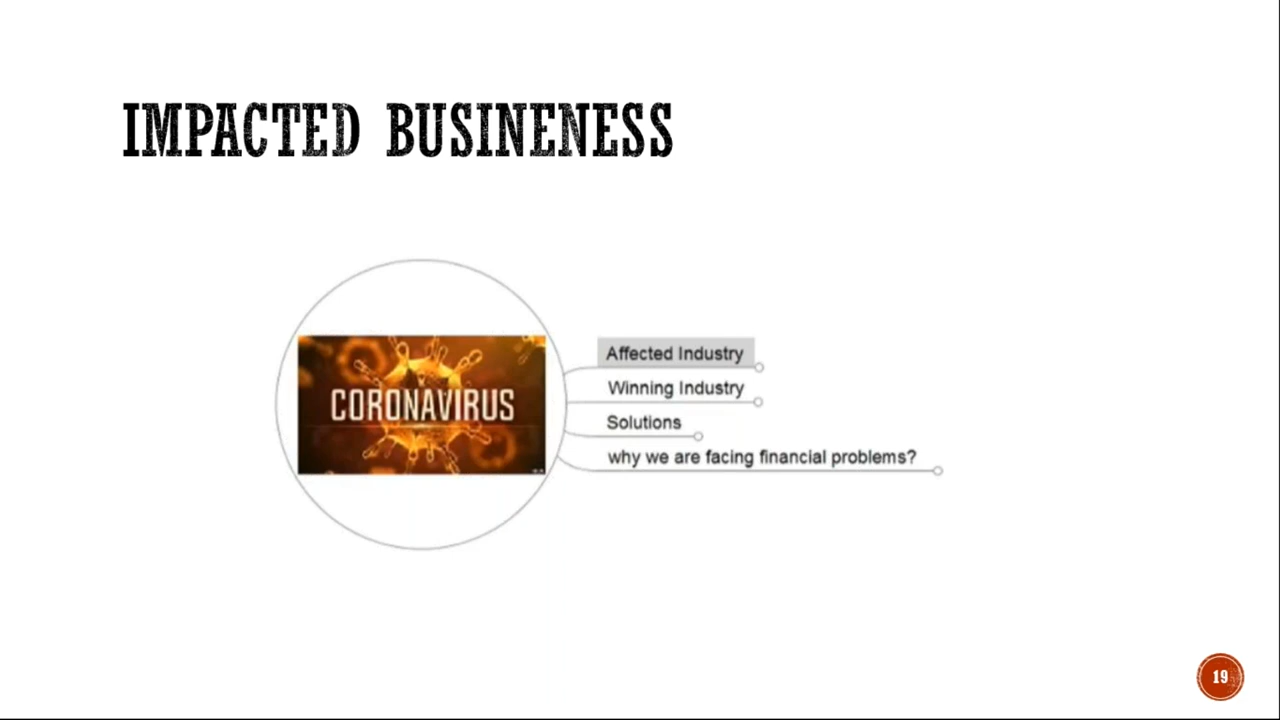 IMPACTED BUSINENESS
CORONAVIRUS
Affected Industry
Winning Industry
Solutions
why we are facing financial problems?
19